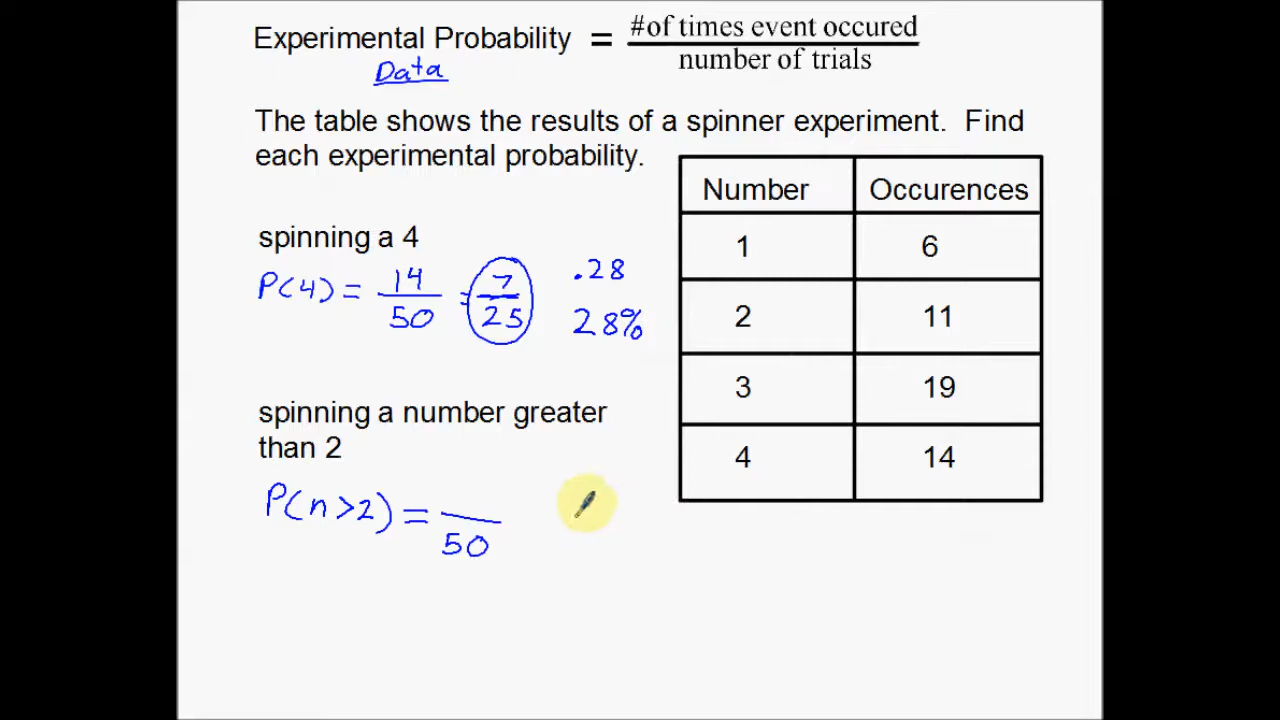 Experimental Probability = #of times event occured
number of trials
Data
The table shows the results of a spinner experiment. Find
each experimental probability.
Number Occurences
1 6
2 11
3 19
4 14
spinning a 4
P(4) = 14/50 = 7/25 .28
28%
spinning a number greater
than 2
P(n>2) = /50